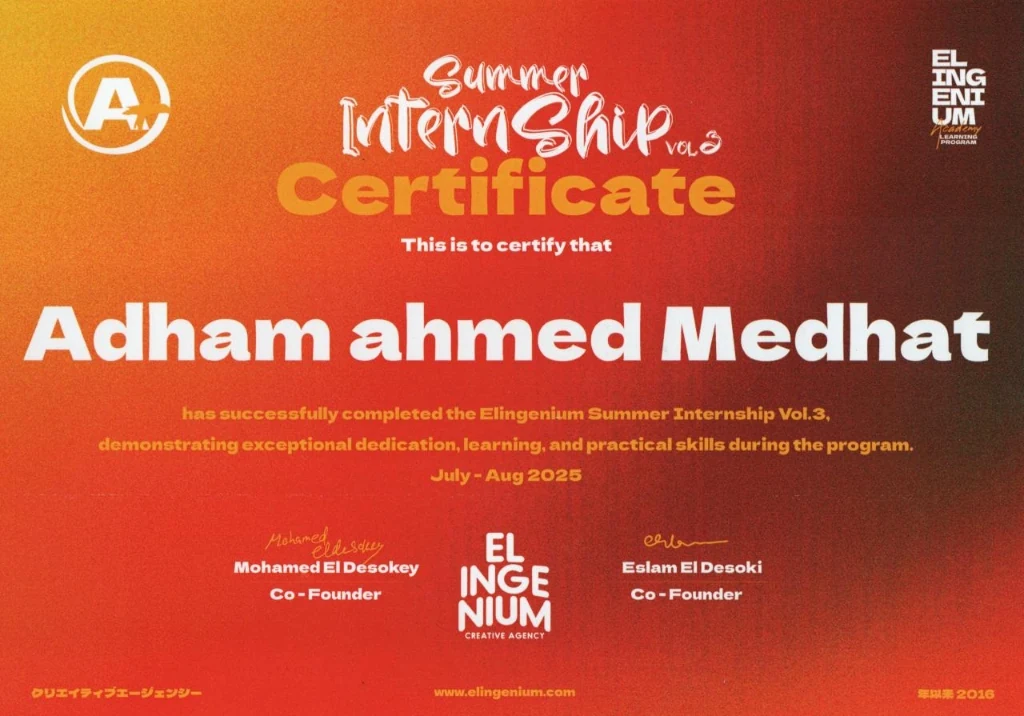 Summer
InternShip VOL 3
Certificate
EL
ING
ENI
UM
Academy
LEARNING
PROGRAM
This is to certify that
Adham ahmed Medhat
has successfully completed the Elingenium Summer Internship Vol.3,
demonstrating exceptional dedication, learning, and practical skills during the program.
July - Aug 2025
Mohamed
eldesokey
Mohamed El Desokey
Co - Founder
EL
INGE
NIUM
CREATIVE AGENCY
Eslam El Desoki
Co - Founder
クリエイティブエージェンシー
www.elingenium.com
年以来 2016